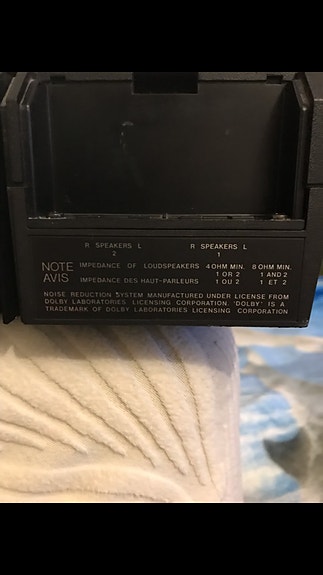 R SPEAKERS L R SPEAKERS L
2 1
NOTE IMPEDANCE OF LOUDSPEAKERS 4 OHM MIN. 8 OHM MIN.
1 OR 2 1 AND 2
AVIS IMPEDANCE DES HAUT-PARLEURS 1 OU 2 1 ET 2
NOISE REDUCTION SYSTEM MANUFACTURED UNDER LICENSE FROM
DOLBY LABORATORIES LICENSING CORPORATION. 'DOLBY' IS A
TRADEMARK OF DOLBY LABORATORIES LICENSING CORPORATION